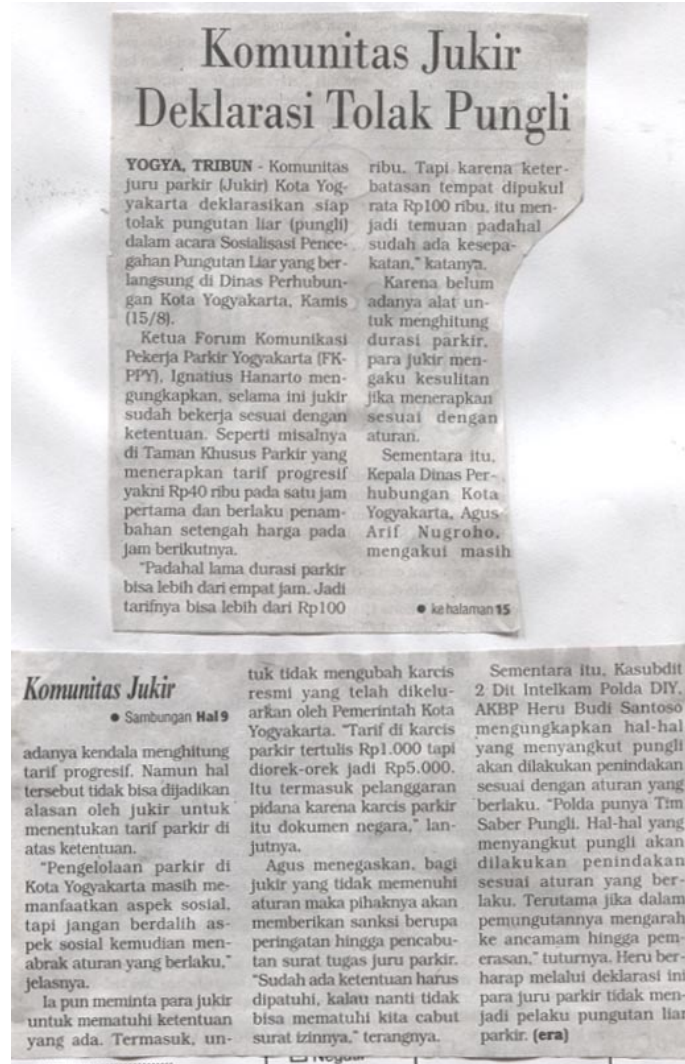 Komunitas Jukir
Deklarasi Tolak Pungli
YOGYA, TRIBUN - Komunitas
juru parkir (Jukir) Kota Yog-
yakarta deklarasikan siap
tolak pungutan liar (pungli)
dalam acara Sosialisasi Pence-
gahan Pungutan Liar yang ber-
langsung di Dinas Perhubun-
gan Kota Yogyakarta, Kamis
(15/8).
Ketua Forum Komunikasi
Pekerja Parkir Yogyakarta (FK-
PPY), Ignatius Hanarto men-
gungkapkan, selama ini jukir
sudah bekerja sesuai dengan
ketentuan. Seperti misalnya
di Taman Khusus Parkir yang
menerapkan tarif progresif
yakni Rp40 ribu pada satu jam
pertama dan berlaku penam-
bahan setengah harga pada
jam berikutnya.
"Padahal lama durasi parkir
bisa lebih dari empat jam. Jadi
tarifnya bisa lebih dari Rp100
ribu. Tapi karena keter-
batasan tempat dipukul
rata Rp100 ribu, itu men-
jadi temuan padahal
sudah ada kesepa-
katan," katanya.
Karena belum
adanya alat un-
tuk menghitung
durasi parkir,
para jukir men-
gaku kesulitan
jika menerapkan
sesuai dengan
aturan.
Sementara itu,
Kepala Dinas Per-
hubungan Kota
Yogyakarta, Agus
Arif Nugroho,
mengakui masih
● ke halaman 15
Komunitas Jukir
● Sambungan Hal 9
adanya kendala menghitung
tarif progresif. Namun hal
tersebut tidak bisa dijadikan
alasan oleh jukir untuk
menentukan tarif parkir di
atas ketentuan.
"Pengelolaan parkir di
Kota Yogyakarta masih me-
manfaatkan aspek sosial,
tapi jangan berdalih as-
pek sosial kemudian men-
abrak aturan yang berlaku,"
jelasnya.
Ia pun meminta para jukir
untuk mematuhi ketentuan
yang ada. Termasuk, un-
tuk tidak mengubah karcis
resmi yang telah dikelu-
arkan oleh Pemerintah Kota
Yogyakarta. "Tarif di karcis
parkir tertulis Rp1.000 tapi
diorek-orek jadi Rp5.000.
Itu termasuk pelanggaran
pidana karena karcis parkir
itu dokumen negara," lan-
jutnya.
Agus menegaskan, bagi
jukir yang tidak memenuhi
aturan maka pihaknya akan
memberikan sanksi berupa
peringatan hingga pencabu-
tan surat tugas juru parkir.
"Sudah ada ketentuan harus
dipatuhi, kalau nanti tidak
bisa mematuhi kita cabut
surat izinnya," terangnya.
Sementara itu, Kasubdit
2 Dit Intelkam Polda DIY,
AKBP Heru Budi Santoso
mengungkapkan hal-hal
yang menyangkut pungli
akan dilakukan penindakan
sesuai dengan aturan yang
berlaku. "Polda punya Tim
Saber Pungli. Hal-hal yang
menyangkut pungli akan
dilakukan penindakan
sesuai aturan yang ber-
laku. Terutama jika dalam
pemungutannya mengarah
ke ancaman hingga pem-
erasan," tuturnya. Heru ber-
harap melalui deklarasi ini
para juru parkir tidak men-
jadi pelaku pungutan liar
parkir. (era)